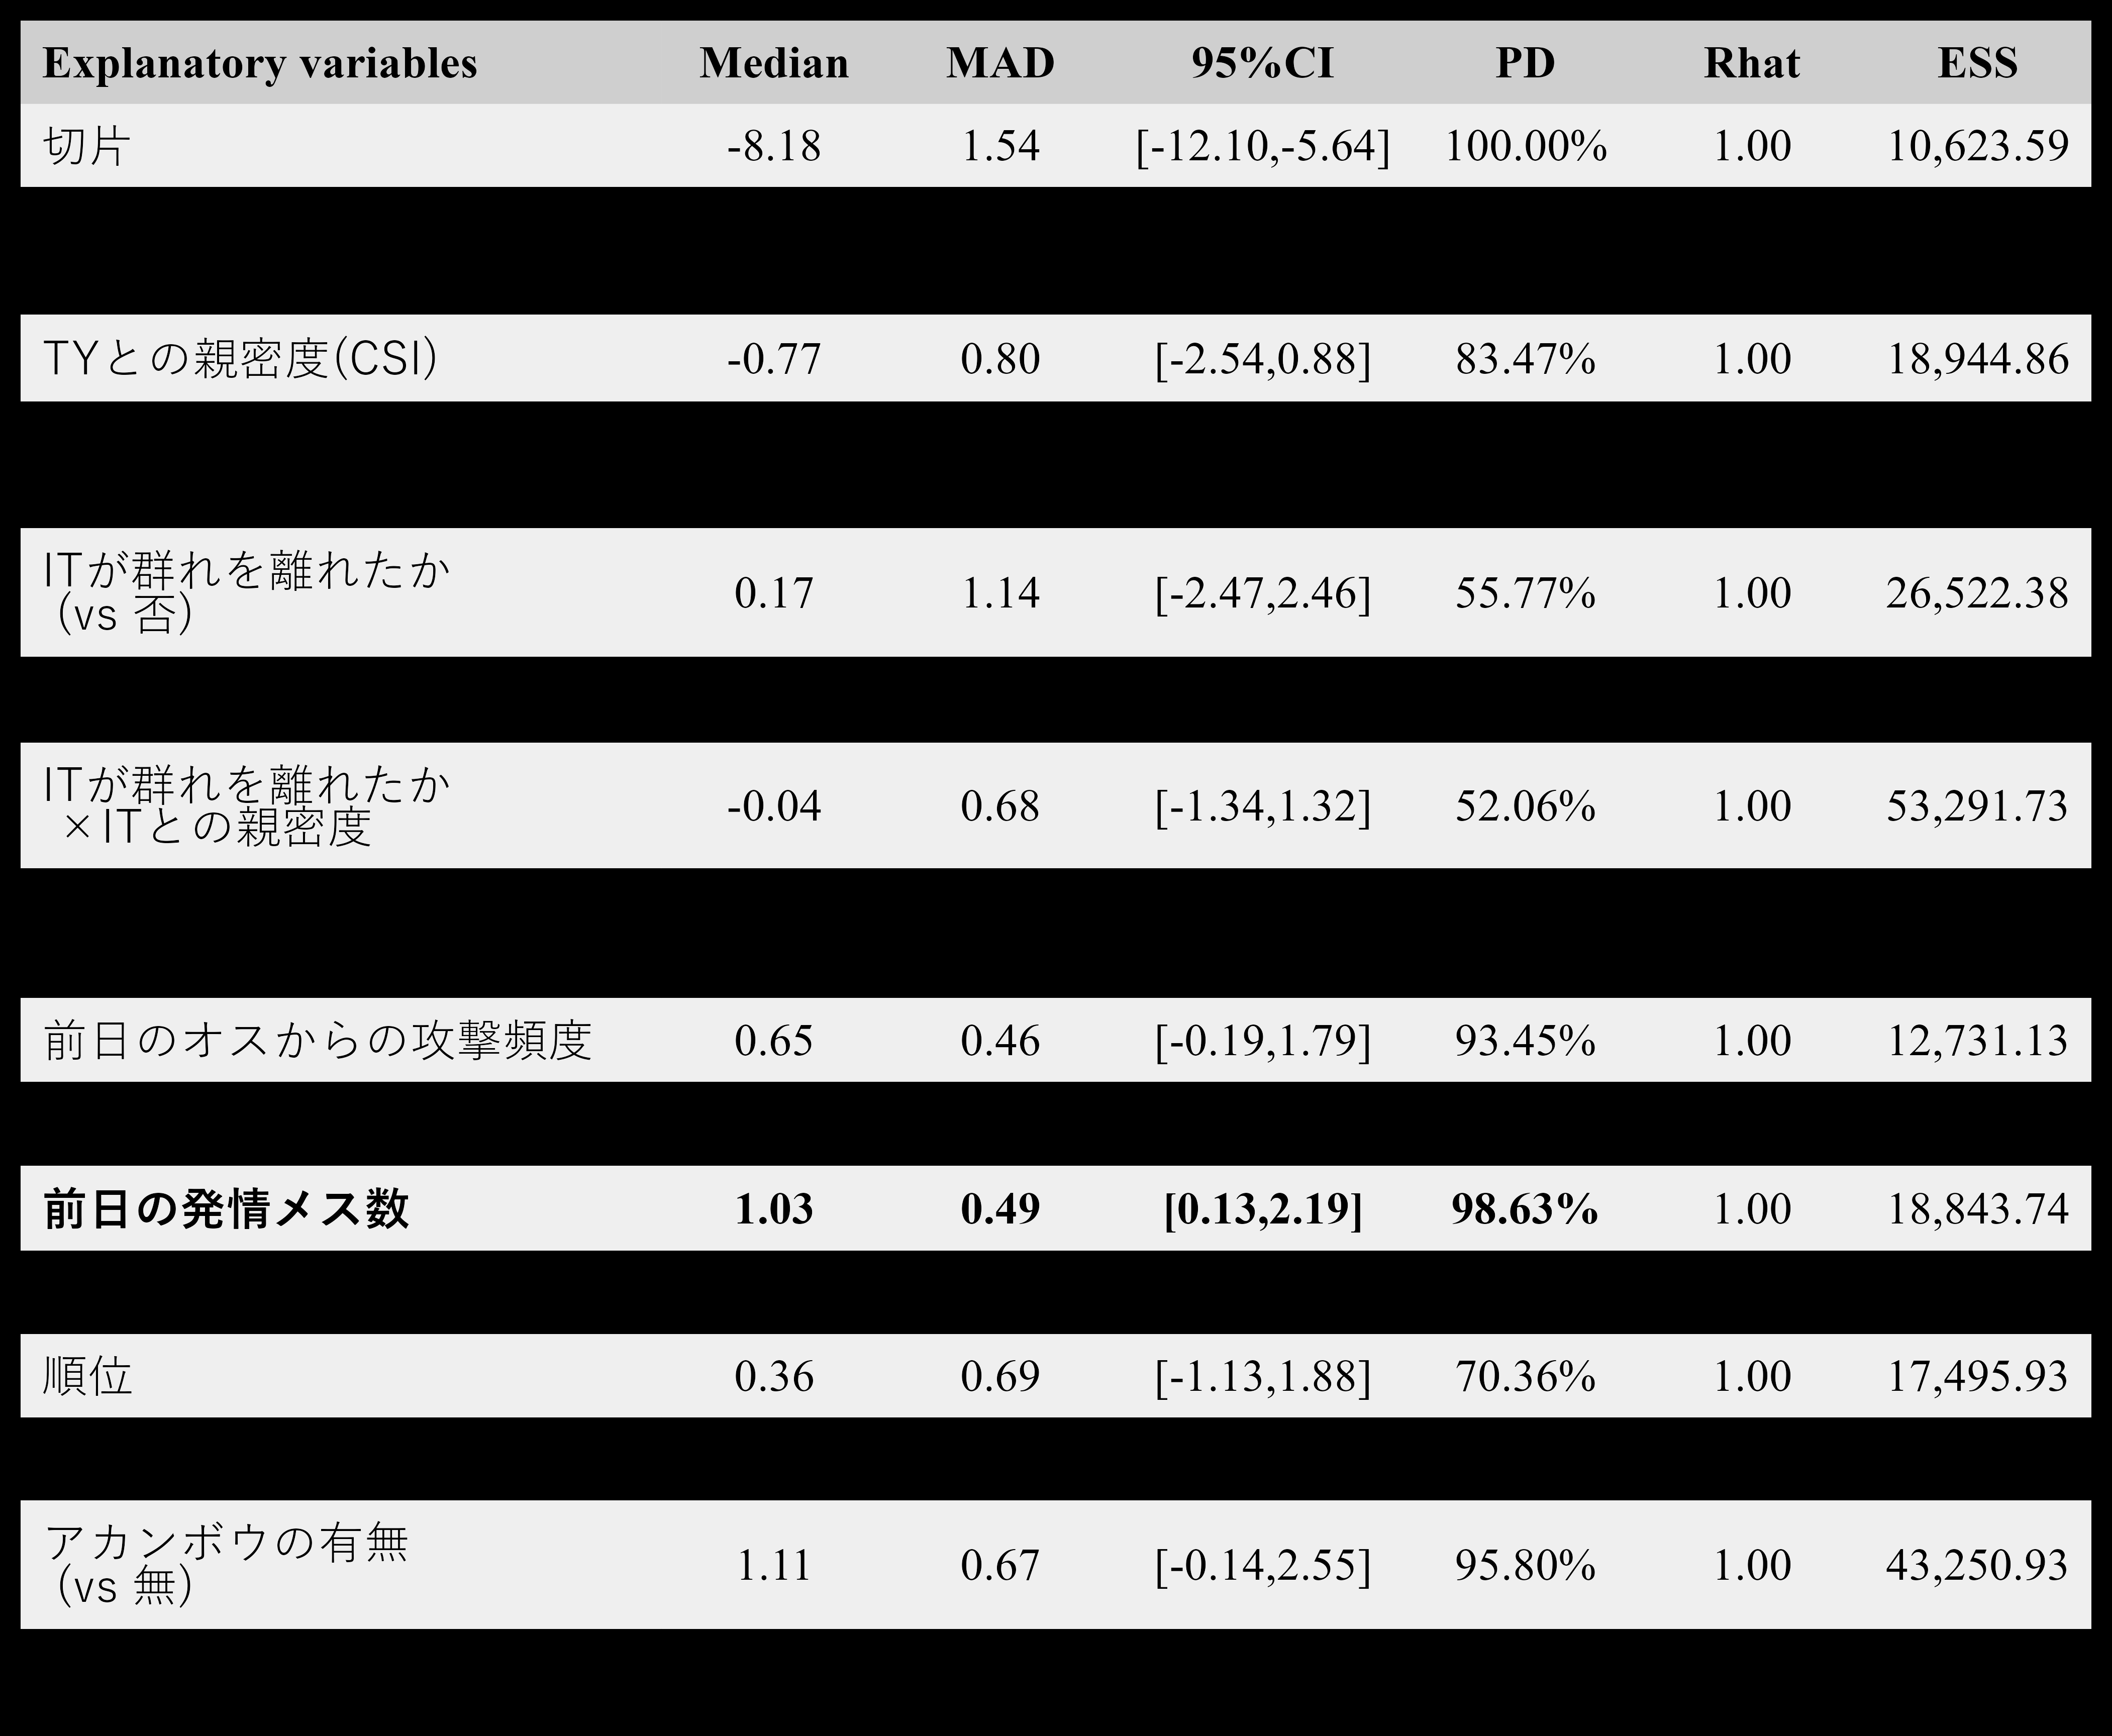 Explanatory variables Median MAD 95%CI PD Rhat ESS
切片 -8.18 1.54 [-12.10,-5.64] 100.00% 1.00 10,623.59
TYとの親密度(CSI) -0.77 0.80 [-2.54,0.88] 83.47% 1.00 18,944.86
ITが群れを離れたか
(vs 否) 0.17 1.14 [-2.47,2.46] 55.77% 1.00 26,522.38
ITが群れを離れたか
×ITとの親密度 -0.04 0.68 [-1.34,1.32] 52.06% 1.00 53,291.73
前日のオスからの攻撃頻度 0.65 0.46 [-0.19,1.79] 93.45% 1.00 12,731.13
前日の発情メス数 1.03 0.49 [0.13,2.19] 98.63% 1.00 18,843.74
順位 0.36 0.69 [-1.13,1.88] 70.36% 1.00 17,495.93
アカンボウの有無
(vs 無) 1.11 0.67 [-0.14,2.55] 95.80% 1.00 43,250.93